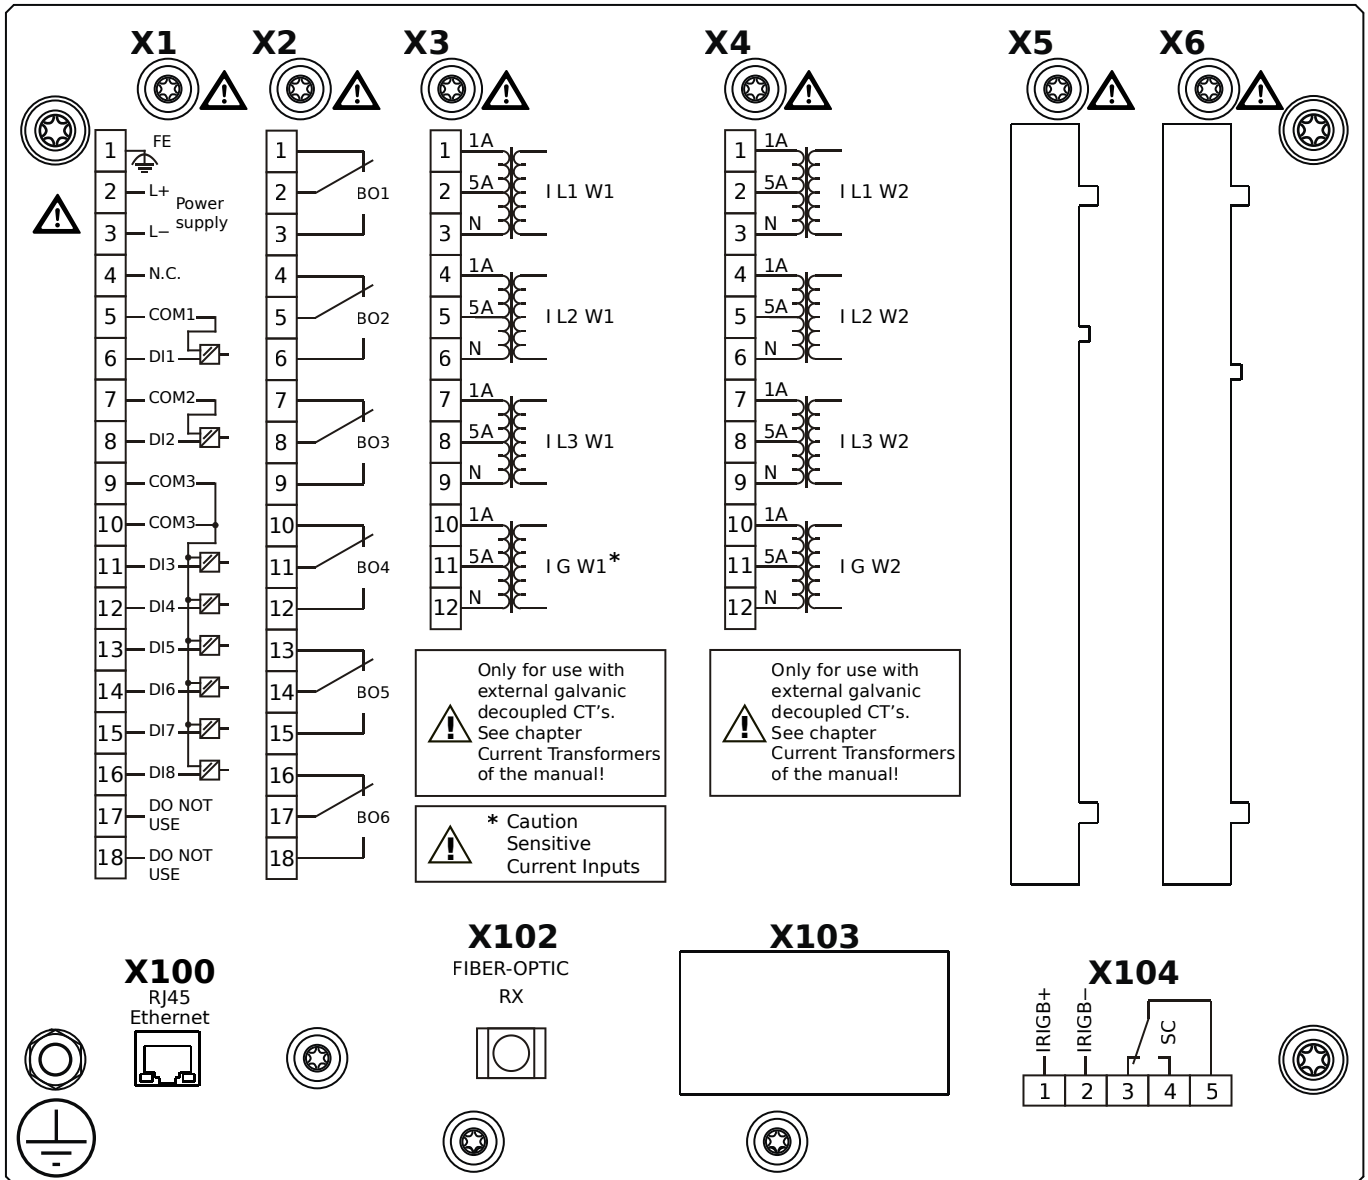 X1
X2
X3
X4
X5
X6
1 FE
2 L+
Power
supply
3 L−
4 N.C.
5 COM1
6 DI1
7 COM2
8 DI2
9 COM3
10 COM3
11 DI3
12 DI4
13 DI5
14 DI6
15 DI7
16 DI8
17 DO NOT
USE
18 DO NOT
USE
1
2 BO1
3
4
5 BO2
6
7
8 BO3
9
10
11 BO4
12
13
14 BO5
15
16
17 BO6
18
1 1A
2 5A I L1 W1
3 N
4 1A
5 5A I L2 W1
6 N
7 1A
8 5A I L3 W1
9 N
10 1A
11 5A I G W1*
12 N
Only for use with
external galvanic
decoupled CT's.
See chapter
Current Transformers
of the manual!
* Caution
Sensitive
Current Inputs
1 1A
2 5A I L1 W2
3 N
4 1A
5 5A I L2 W2
6 N
7 1A
8 5A I L3 W2
9 N
10 1A
11 5A I G W2
12 N
Only for use with
external galvanic
decoupled CT's.
See chapter
Current Transformers
of the manual!
X100
RJ45
Ethernet
X102
FIBER-OPTIC
RX
X103
X104
IRIGB+
IRIGB−
SC
1 2 3 4 5